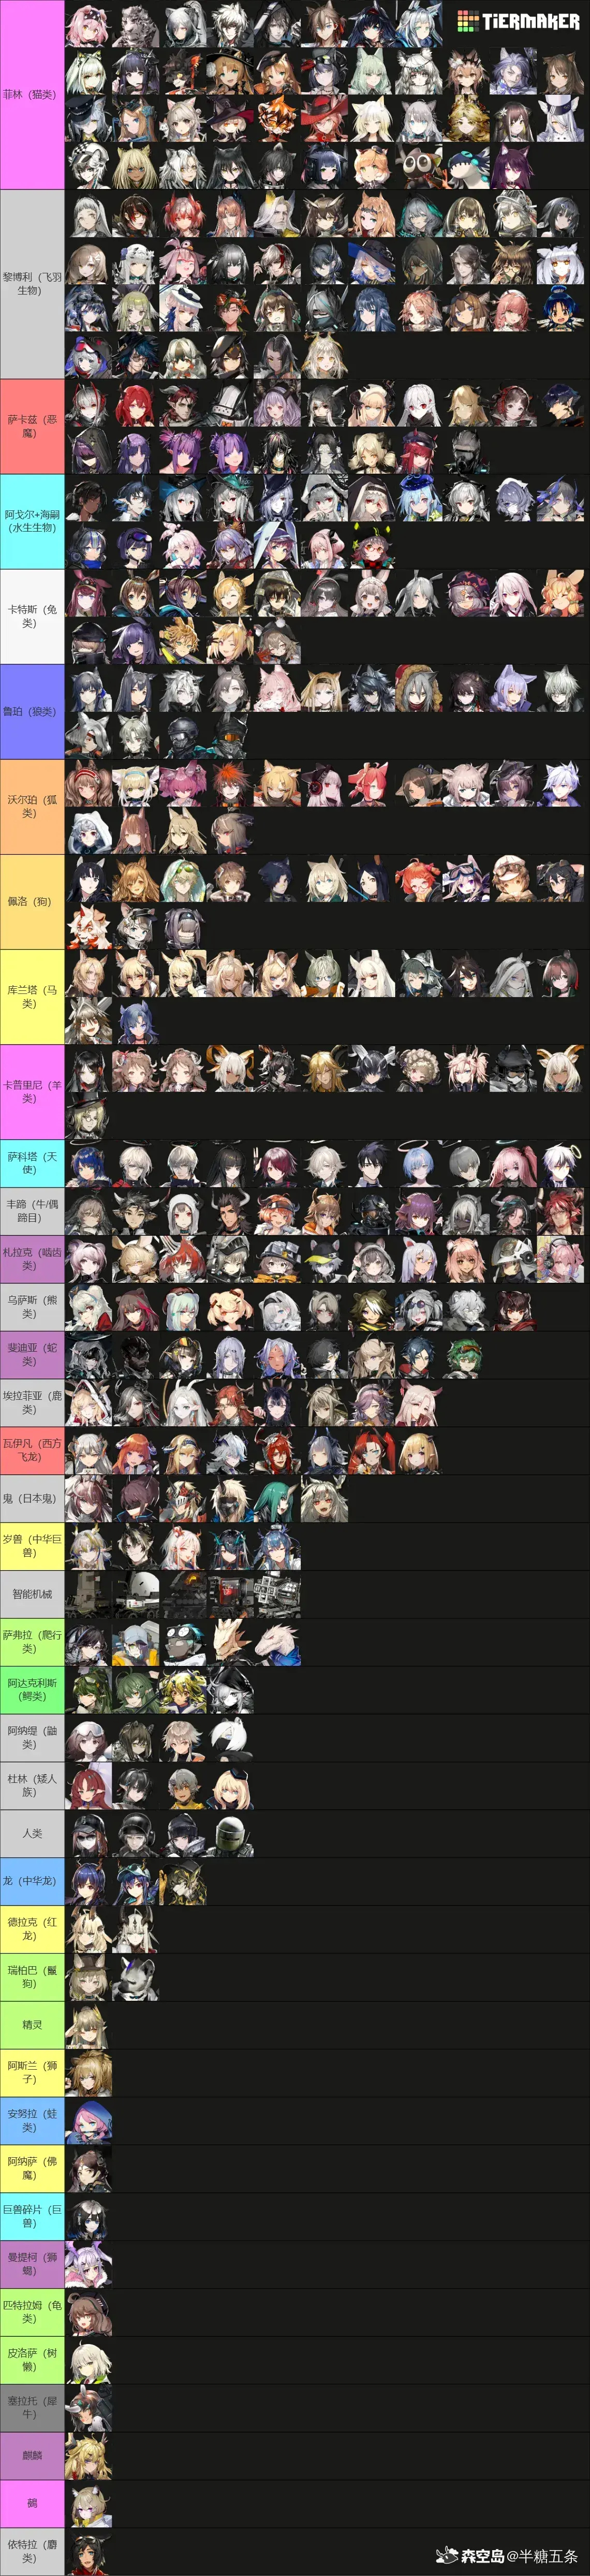 TIERMAKER
菲林（猫类）
黎博利（飞羽
生物）
萨卡兹（恶
魔）
阿戈尔+海嗣
（水生生物）
卡特斯（兔
类）
鲁珀（狼类）
沃尔珀（狐
类）
佩洛（狗）
库兰塔（马
类）
卡普里尼（羊
类）
萨科塔（天
使）
丰蹄（牛/偶
蹄目）
札拉克（啮齿
类）
乌萨斯（熊
类）
斐迪亚（蛇
类）
埃拉菲亚（鹿
类）
瓦伊凡（西方
飞龙）
鬼（日本鬼）
岁兽（中华巨
兽）
智能机械
萨弗拉（爬行
类）
阿达克利斯
（鳄类）
阿纳缇（鼬
类）
杜林（矮人
族）
人类
龙（中华龙）
德拉克（红
龙）
瑞柏巴（鬣
狗）
精灵
阿斯兰（狮
子）
安努拉（蛙
类）
阿纳萨（佛
魔）
巨兽碎片（巨
兽）
曼提柯（狮
蝎）
匹特拉姆（龟
类）
皮洛萨（树
懒）
塞拉托（犀
牛）
麒麟
鵺
依特拉（麝
类）
森空岛@半糖五条